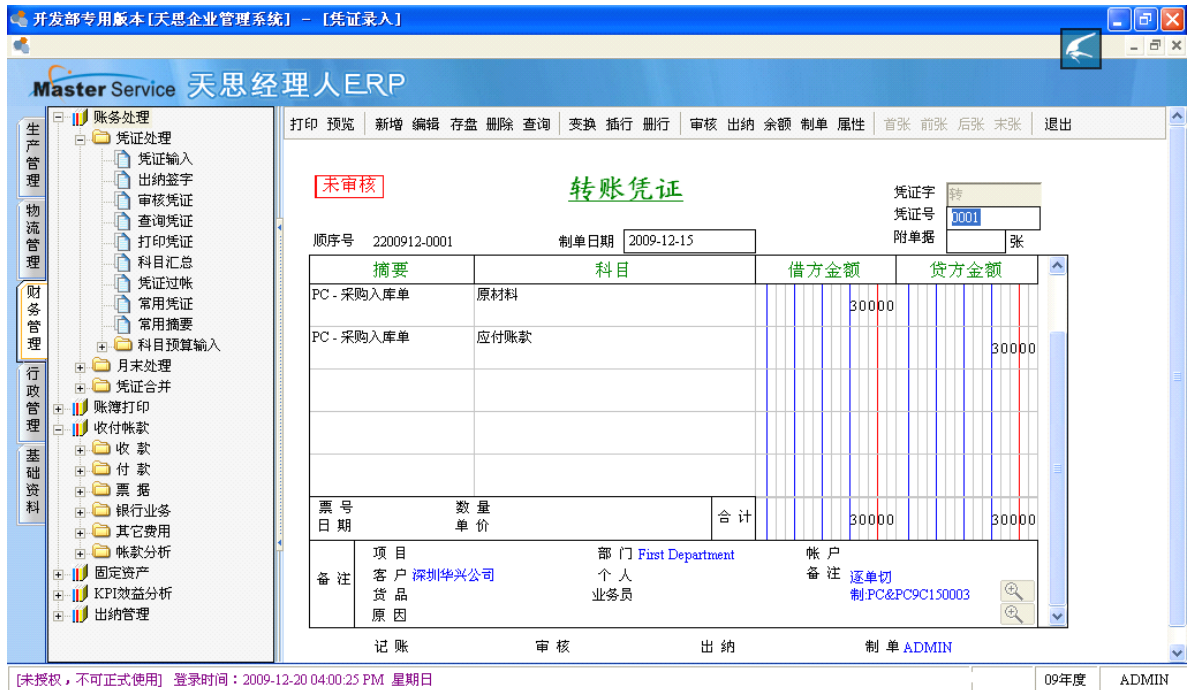 开发部专用版本[天思企业管理系统] - [凭证录入]
Master Service 天思经理人ERP
生产管理
物流管理
财务管理
行政管理
基础资料
账务处理
凭证处理
凭证输入
出纳签字
审核凭证
查询凭证
打印凭证
科目汇总
凭证过帐
常用凭证
常用摘要
科目预算输入
月末处理
凭证合并
账簿打印
收付帐款
收 款
付 款
票 据
银行业务
其它费用
帐款分析
固定资产
KPI效益分析
出纳管理
打印 预览 新增 编辑 存盘 删除 查询 变换 插行 删行 审核 出纳 余额 制单 属性 首张 前张 后张 末张 退出
未审核 转账凭证 凭证字 转
凭证号 0001
顺序号 2200912-0001 制单日期 2009-12-15 附单据 张
摘要 科目 借方金额 贷方金额
PC - 采购入库单 原材料 30000
PC - 采购入库单 应付账款 30000
票 号 数 量 合 计 30000 30000
日 期 单 价
备 注 项 目 部 门 First Department 帐 户
客 户 深圳华兴公司 个 人 备 注 逐单切
货 品 业务员 制:PC&PC9C150003
原 因
记 账 审 核 出 纳 制 单 ADMIN
[未授权，不可正式使用] 登录时间：2009-12-20 04:00:25 PM 星期日 09年度 ADMIN